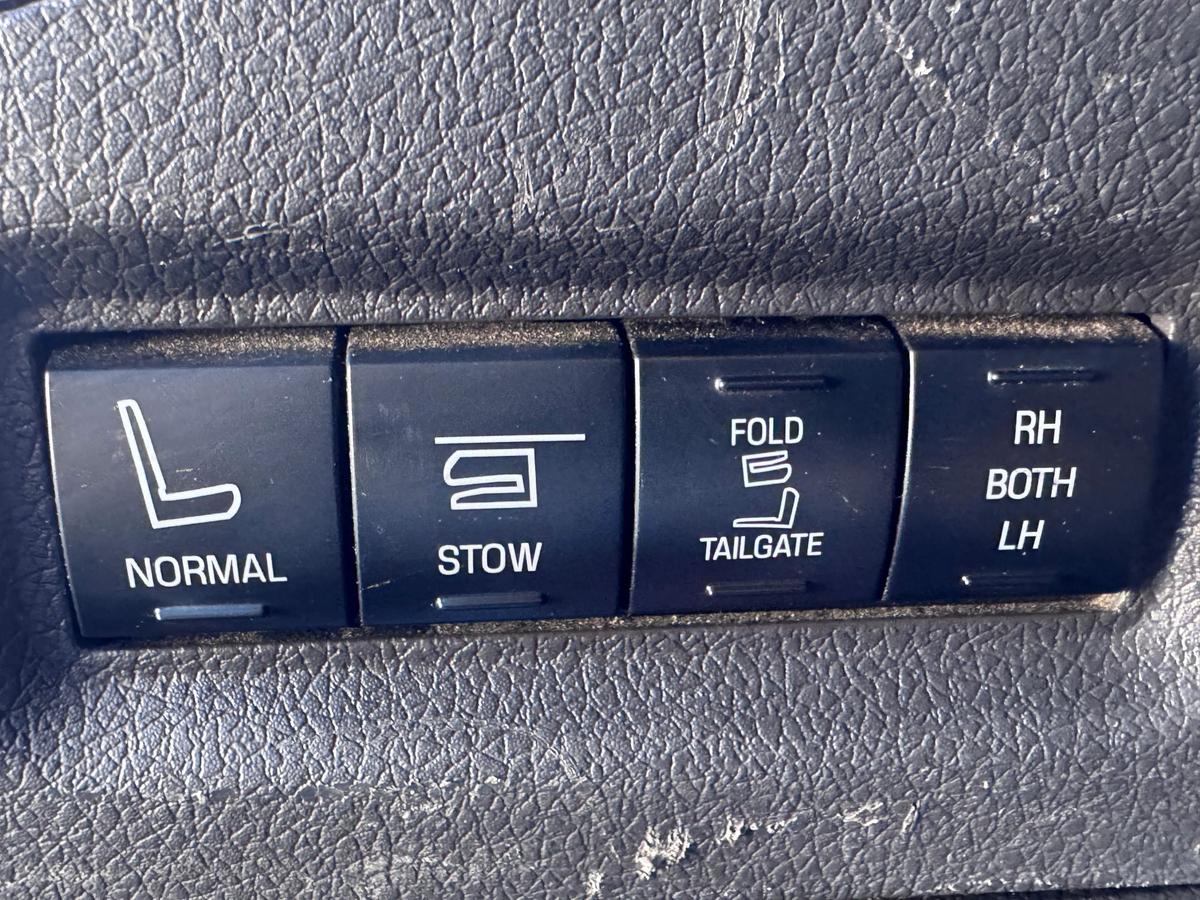 NORMAL
STOW
FOLD
TAILGATE
RH
BOTH
LH